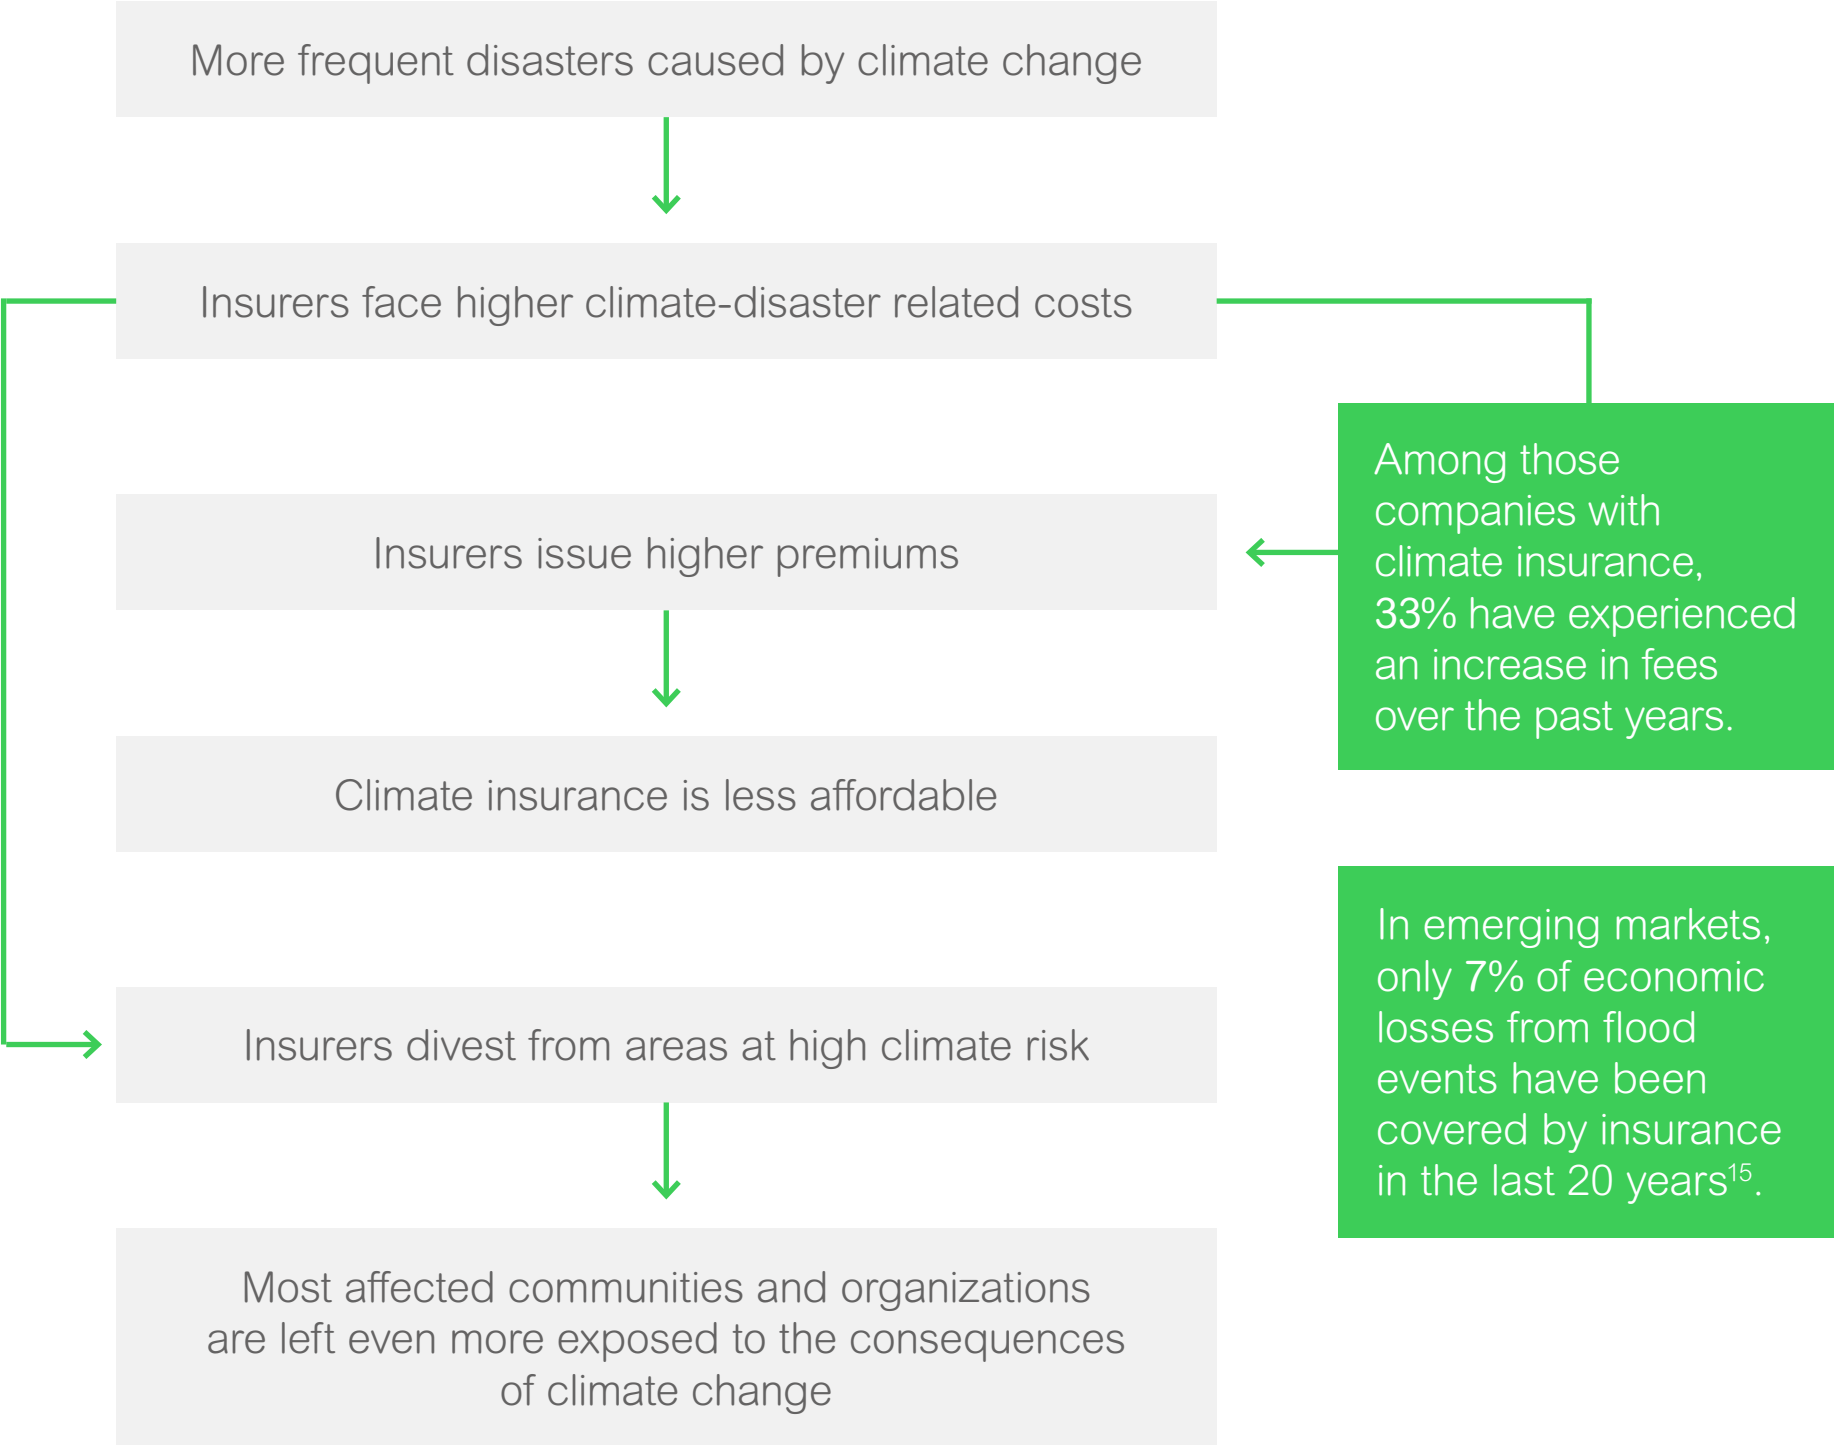 More frequent disasters caused by climate change
Insurers face higher climate-disaster related costs
Among those
companies with
climate insurance,
33% have experienced
an increase in fees
over the past years.
Insurers issue higher premiums
Climate insurance is less affordable
In emerging markets,
only 7% of economic
losses from flood
events have been
covered by insurance
in the last 20 years¹⁵.
Insurers divest from areas at high climate risk
Most affected communities and organizations
are left even more exposed to the consequences
of climate change